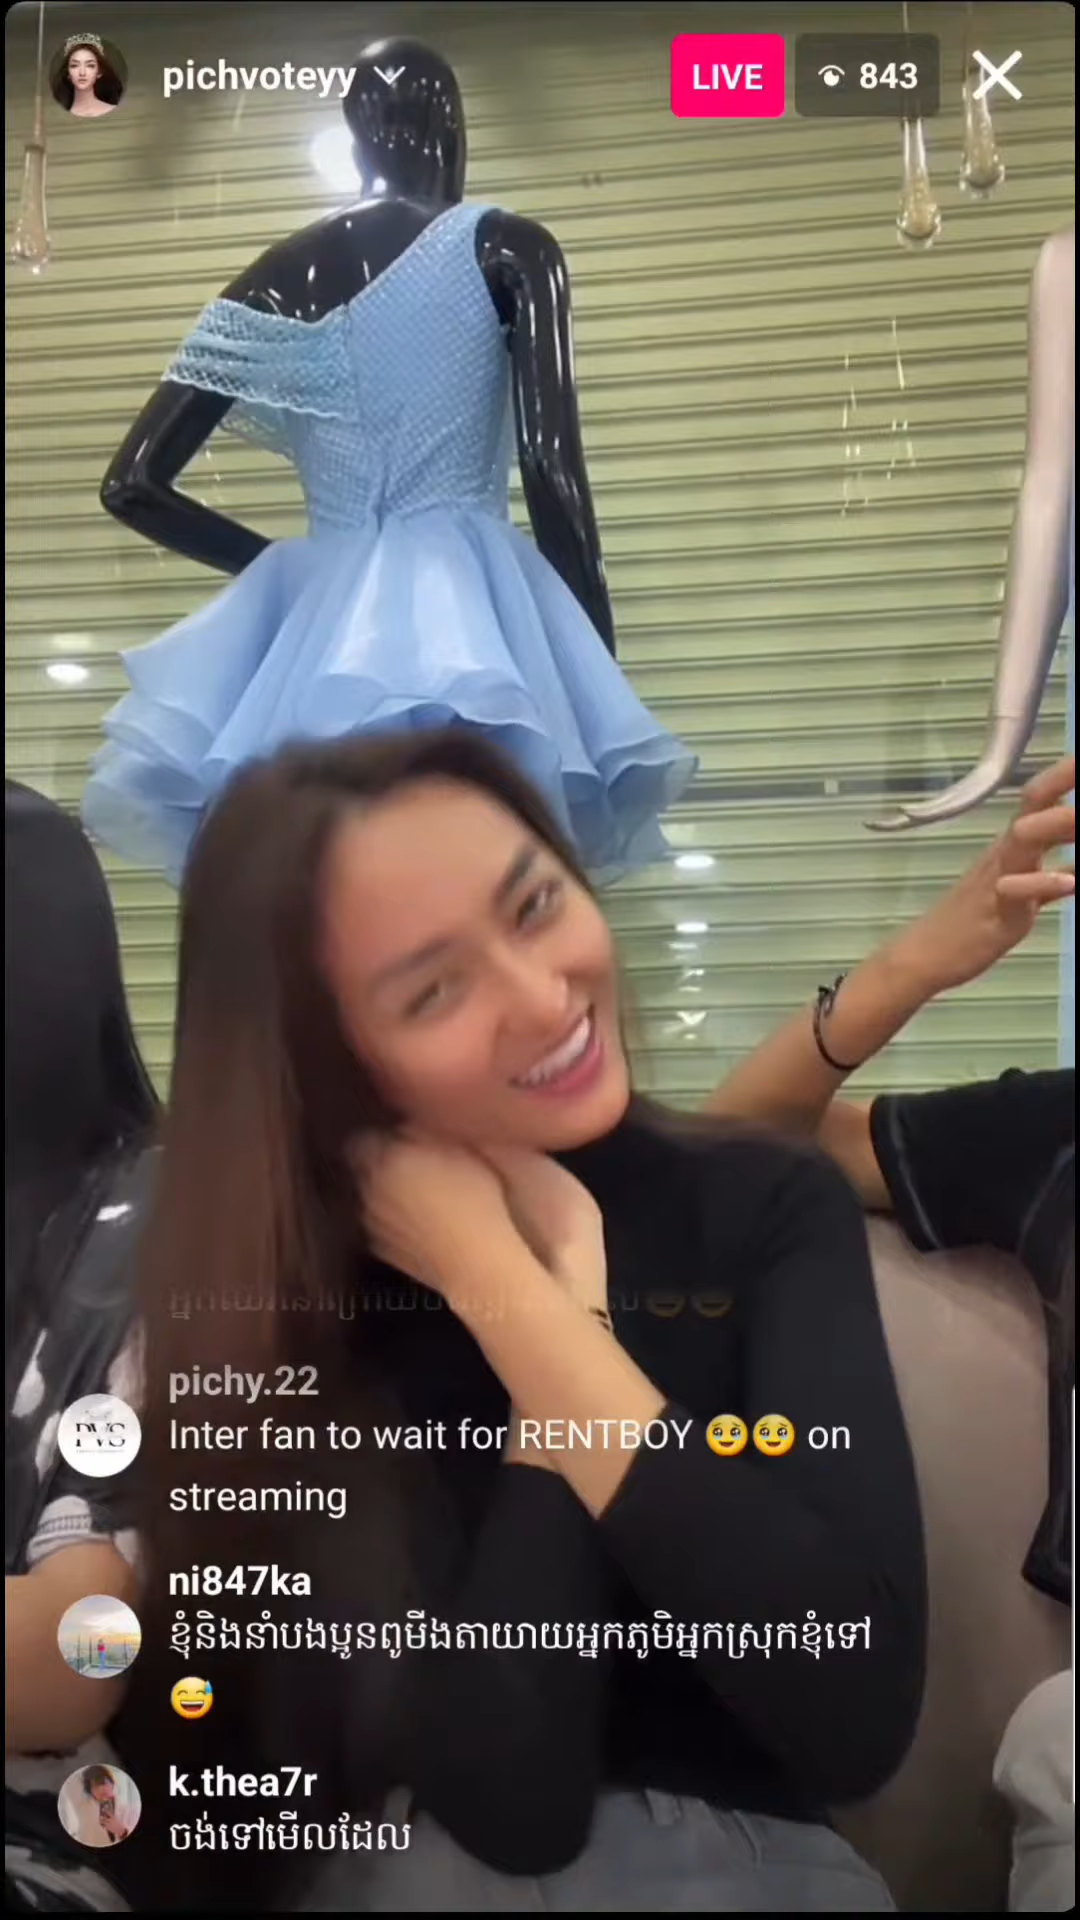 pichvoteyy
LIVE
843
pichy.22
PVS
Inter fan to wait for RENTBOY 🥹🥹 on
streaming
ni847ka
ខ្ញុំនិងនាំបងប្អូនពូមីងតាយាយអ្នកភូមិអ្នកស្រុកខ្ញុំទៅ
😅
k.thea7r
ចង់ទៅមើលដែល